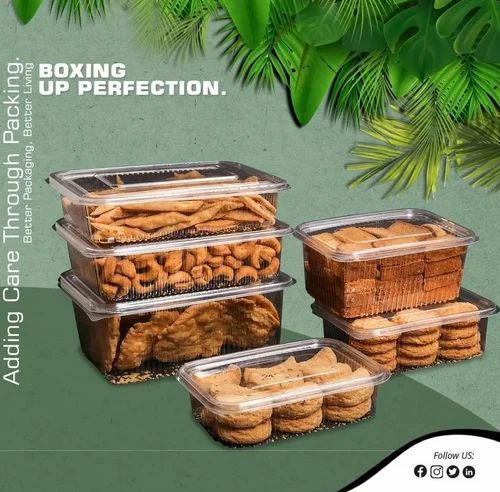 BOXING
UP PERFECTION.
Adding Care Through Packing.
Better Packaging, Better Living
Follow US: